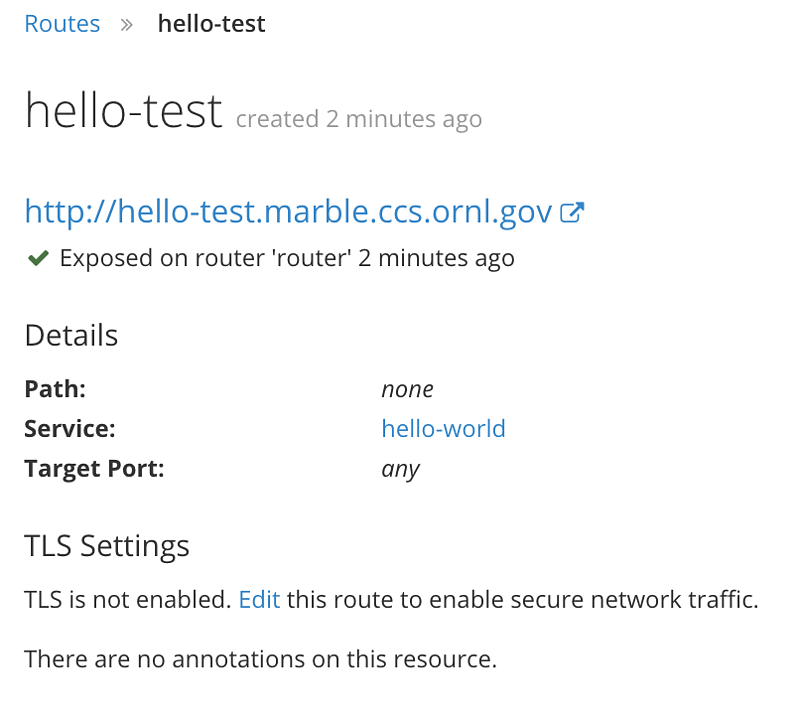 Routes » hello-test
hello-test created 2 minutes ago
http://hello-test.marble.ccs.ornl.gov
Exposed on router 'router' 2 minutes ago
Details
Path: none
Service: hello-world
Target Port: any
TLS Settings
TLS is not enabled. Edit this route to enable secure network traffic.
There are no annotations on this resource.